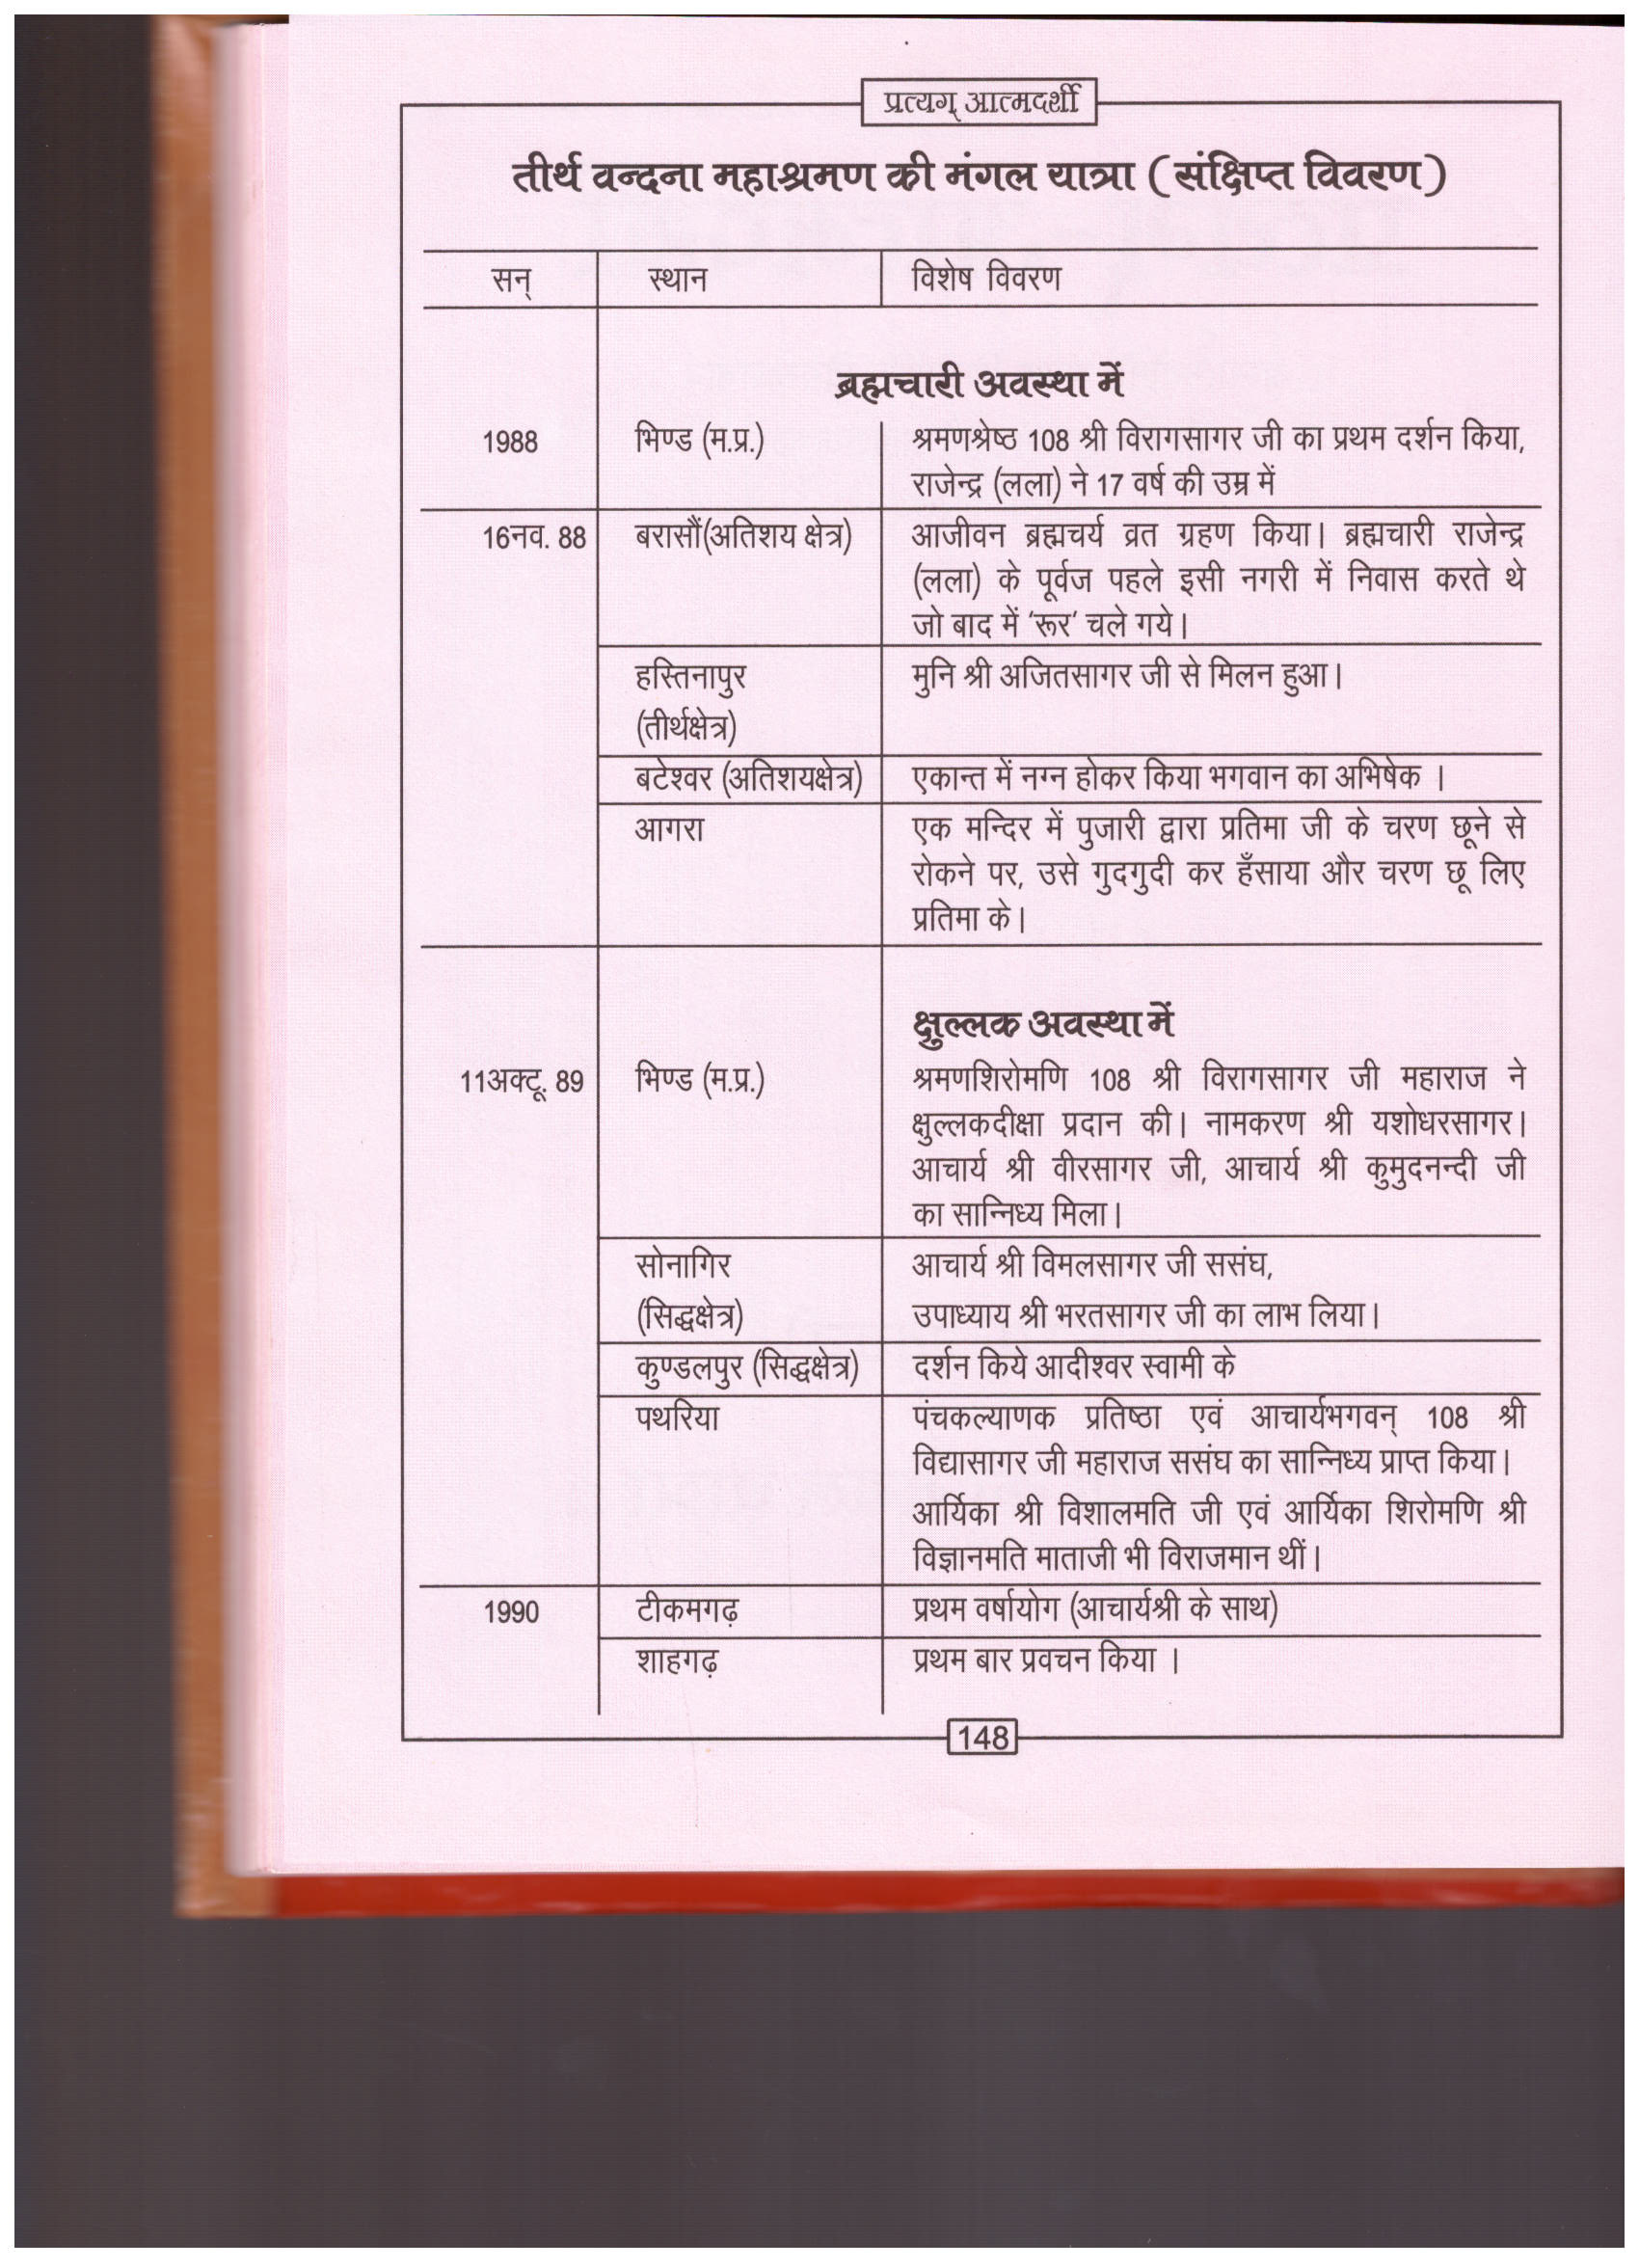 प्रत्यग् आत्मदर्शी
तीर्थ वन्दना महाश्रमण की मंगल यात्रा (संक्षिप्त विवरण)
सन् स्थान विशेष विवरण
ब्रह्मचारी अवस्था में
1988 भिण्ड (म.प्र.) श्रमणश्रेष्ठ 108 श्री विरागसागर जी का प्रथम दर्शन किया,
राजेन्द्र (लला) ने 17 वर्ष की उम्र में
16नव. 88 बरासौं(अतिशय क्षेत्र) आजीवन ब्रह्मचर्य व्रत ग्रहण किया। ब्रह्मचारी राजेन्द्र
(लला) के पूर्वज पहले इसी नगरी में निवास करते थे
जो बाद में 'रूर' चले गये।
हस्तिनापुर मुनि श्री अजितसागर जी से मिलन हुआ।
(तीर्थक्षेत्र)
बटेश्वर (अतिशयक्षेत्र) एकान्त में नग्न होकर किया भगवान का अभिषेक ।
आगरा एक मन्दिर में पुजारी द्वारा प्रतिमा जी के चरण छूने से
रोकने पर, उसे गुदगुदी कर हँसाया और चरण छू लिए
प्रतिमा के।
क्षुल्लक अवस्था में
11अक्टू. 89 भिण्ड (म.प्र.) श्रमणशिरोमणि 108 श्री विरागसागर जी महाराज ने
क्षुल्लकदीक्षा प्रदान की। नामकरण श्री यशोधरसागर।
आचार्य श्री वीरसागर जी, आचार्य श्री कुमुदनन्दी जी
का सान्निध्य मिला।
सोनागिर आचार्य श्री विमलसागर जी ससंघ,
(सिद्धक्षेत्र) उपाध्याय श्री भरतसागर जी का लाभ लिया।
कुण्डलपुर (सिद्धक्षेत्र) दर्शन किये आदीश्वर स्वामी के
पथरिया पंचकल्याणक प्रतिष्ठा एवं आचार्यभगवन् 108 श्री
विद्यासागर जी महाराज ससंघ का सान्निध्य प्राप्त किया।
आर्यिका श्री विशालमति जी एवं आर्यिका शिरोमणि श्री
विज्ञानमति माताजी भी विराजमान थीं।
1990 टीकमगढ़ प्रथम वर्षायोग (आचार्यश्री के साथ)
शाहगढ़ प्रथम बार प्रवचन किया ।
148